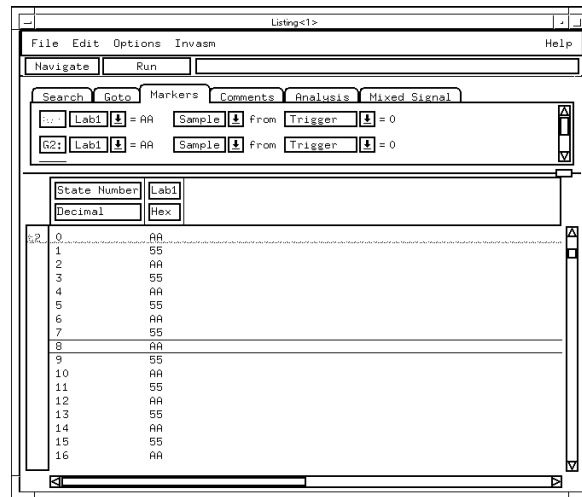 Listing<1>
File Edit Options Invasm Help
Navigate Run
Search Goto Markers Comments Analysis Mixed Signal
Lab1 = AA Sample from Trigger = 0
G2: Lab1 = AA Sample from Trigger = 0
State Number Lab1
Decimal Hex
0 AA
1 55
2 AA
3 55
4 AA
5 55
6 AA
7 55
8 AA
9 55
10 AA
11 55
12 AA
13 55
14 AA
15 55
16 AA